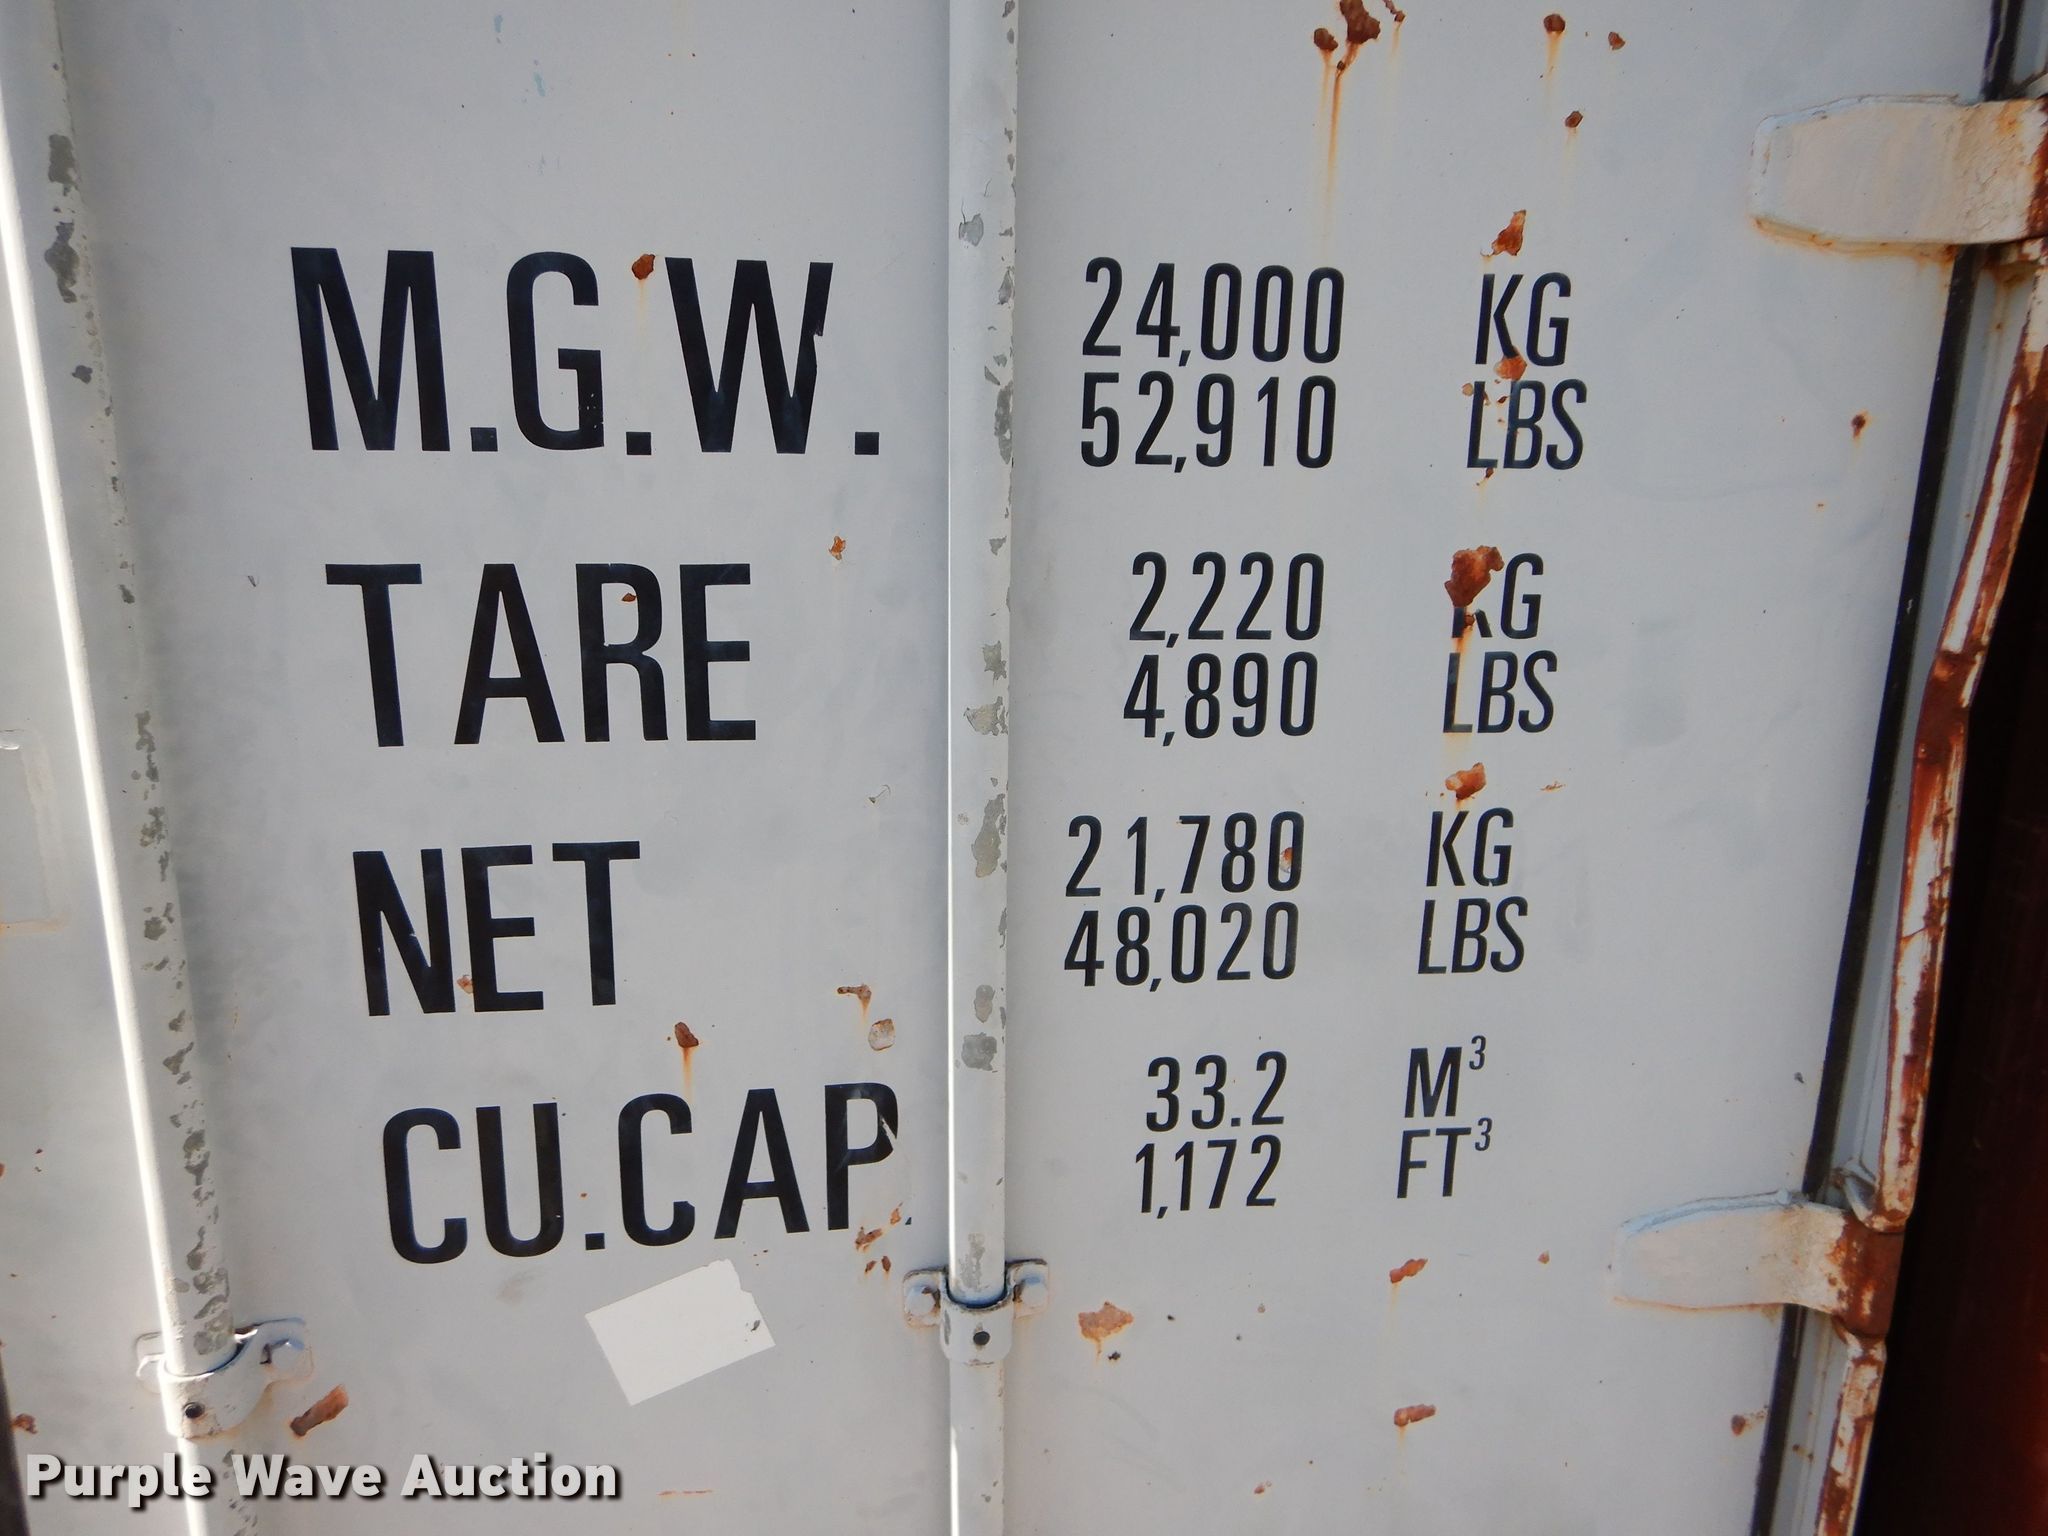 M.G.W. 24,000 KG
52,910 LBS
TARE 2,220 KG
4,890 LBS
NET 21,780 KG
48,020 LBS
CU.CAP. 33.2 M³
1,172 FT³
Purple Wave Auction